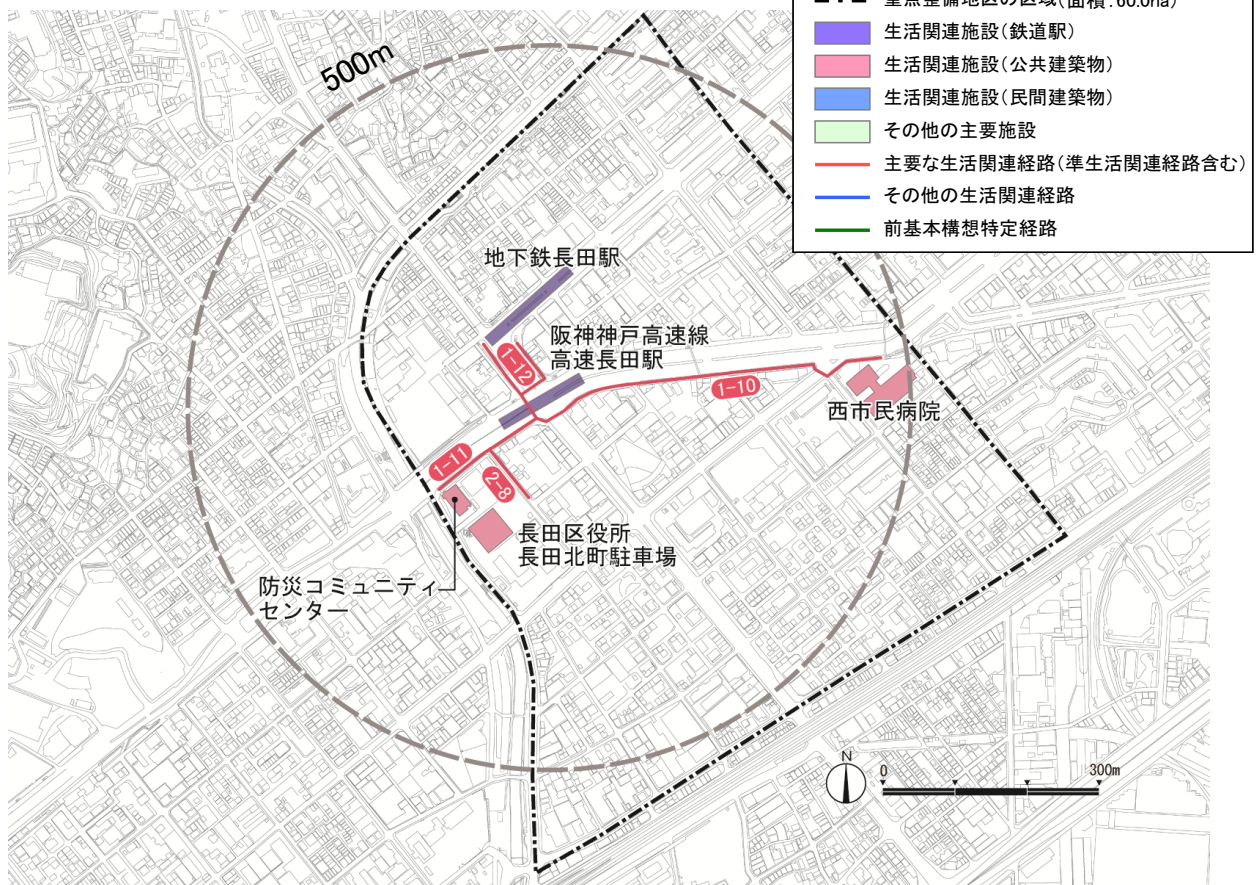 重点整備地区の区域(面積:60.0ha)
生活関連施設(鉄道駅)
生活関連施設(公共建築物)
生活関連施設(民間建築物)
その他の主要施設
主要な生活関連経路(準生活関連経路含む)
その他の生活関連経路
前基本構想特定経路
500m
地下鉄長田駅
阪神神戸高速線
高速長田駅
1-12
1-10
西市民病院
1-11
2-8
長田区役所
長田北町駐車場
防災コミュニティ
センター
N
0
300m